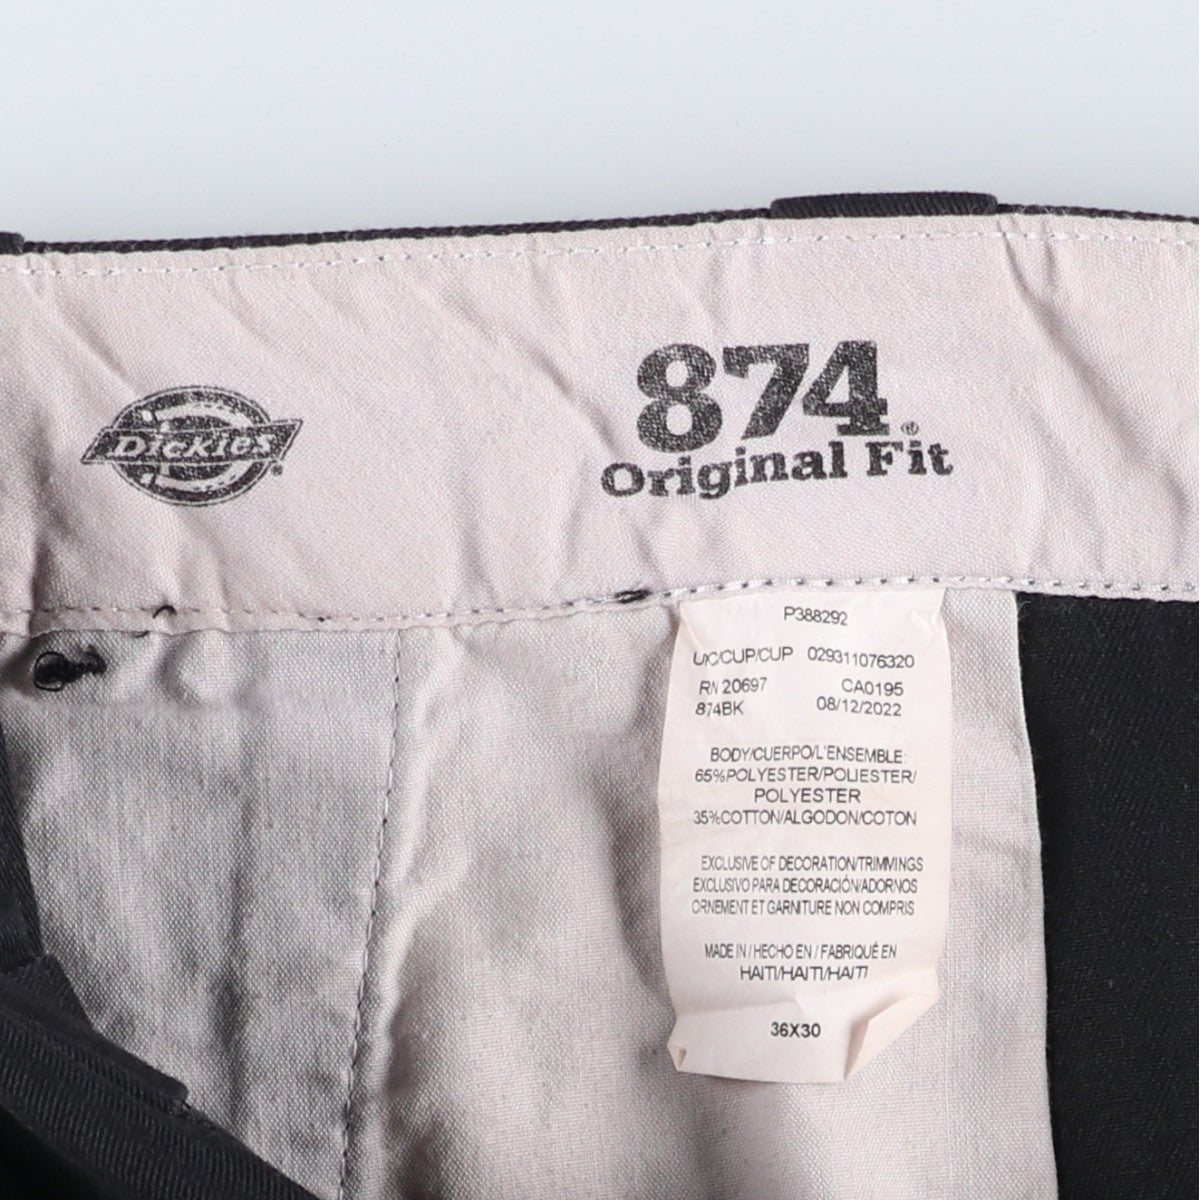 Dickies
874®
Original Fit
P388292
U/C/CUP/CUP 029311076320
RN 20697 CA0195
874BK 08/12/2022
BODY/CUERPO/L'ENSEMBLE:
65%POLYESTER/POLIESTER/
POLYESTER
35%COTTON/ALGODON/COTON
EXCLUSIVE OF DECORATION/TRIMMINGS
EXCLUSIVO PARA DECORACIÓN/ADORNOS
ORNEMENT ET GARNITURE NON COMPRIS
MADE IN / HECHO EN / FABRIQUÉ EN
HAITI/HAITI/HAITI
36X30